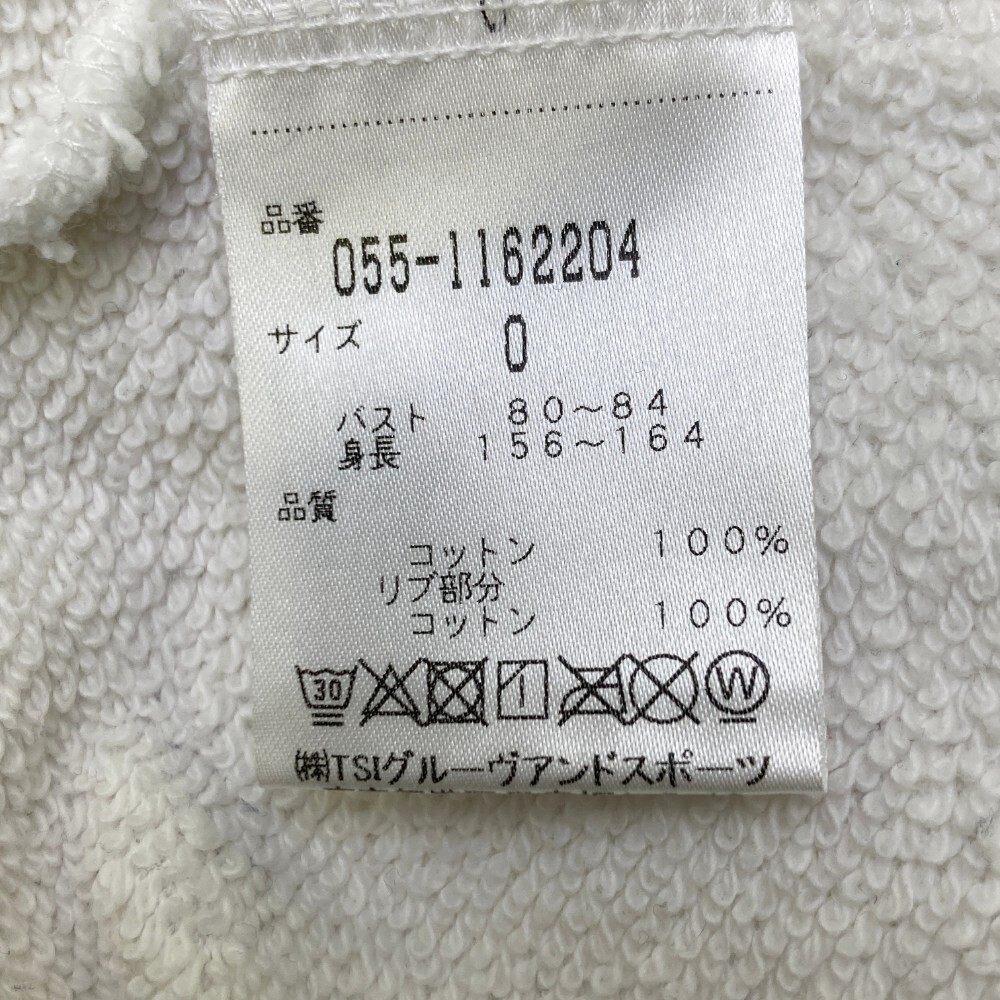 品番
055-1162204
サイズ 0
バスト 80～84
身長 156～164
品質
コットン 100%
リブ部分
コットン 100%
30 W
㈱TSIグルーヴアンドスポーツ